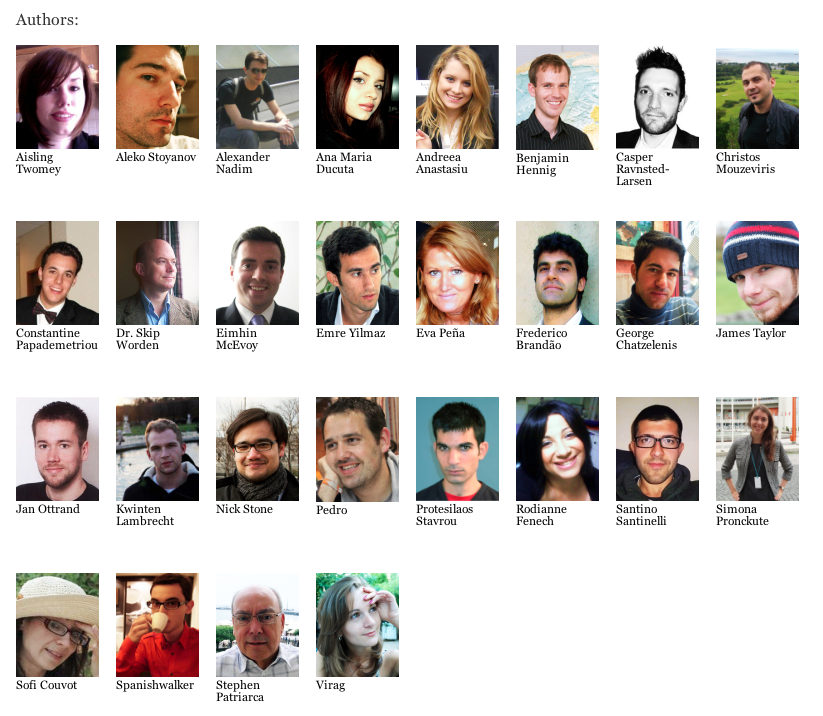 Authors:
Aisling
Twomey
Aleko Stoyanov
Alexander
Nadim
Ana Maria
Ducuta
Andreea
Anastasiu
Benjamin
Hennig
Casper
Ravnsted-
Larsen
Christos
Mouzeviris
Constantine
Papademetriou
Dr. Skip
Worden
Eimhin
McEvoy
Emre Yilmaz
Eva Peña
Frederico
Brandão
George
Chatzelenis
James Taylor
Jan Ottrand
Kwinten
Lambrecht
Nick Stone
Pedro
Protesilaos
Stavrou
Rodianne
Fenech
Santino
Santinelli
Simona
Pronckute
Sofi Couvot
Spanishwalker
Stephen
Patriarca
Virag